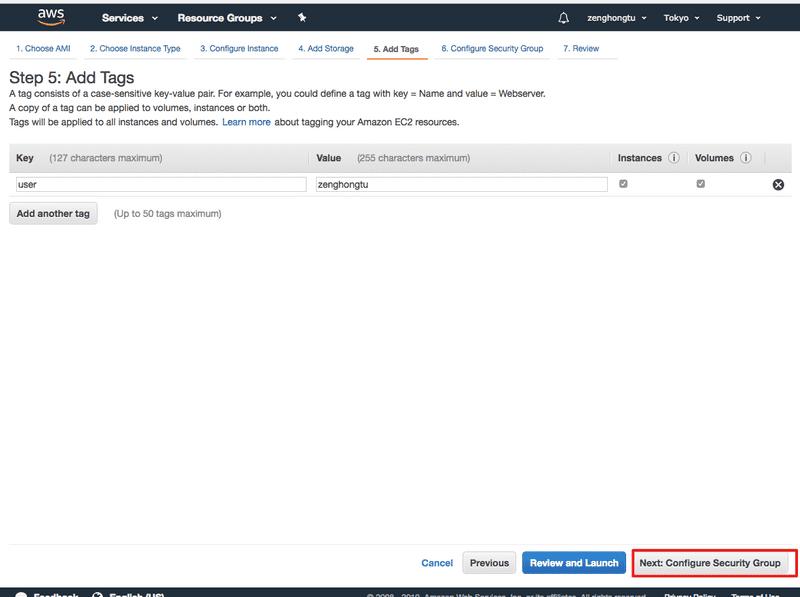 aws Services Resource Groups zenghongtu Tokyo Support
1. Choose AMI 2. Choose Instance Type 3. Configure Instance 4. Add Storage 5. Add Tags 6. Configure Security Group 7. Review
Step 5: Add Tags
A tag consists of a case-sensitive key-value pair. For example, you could define a tag with key = Name and value = Webserver.
A copy of a tag can be applied to volumes, instances or both.
Tags will be applied to all instances and volumes. Learn more about tagging your Amazon EC2 resources.
Key (127 characters maximum) Value (255 characters maximum) Instances Volumes
user zenghongtu
Add another tag (Up to 50 tags maximum)
Cancel Previous Review and Launch Next: Configure Security Group
Feedback English (US) © 2008 - 2019, Amazon Web Services, Inc. or its affiliates. All rights reserved. Privacy Policy Terms of Use